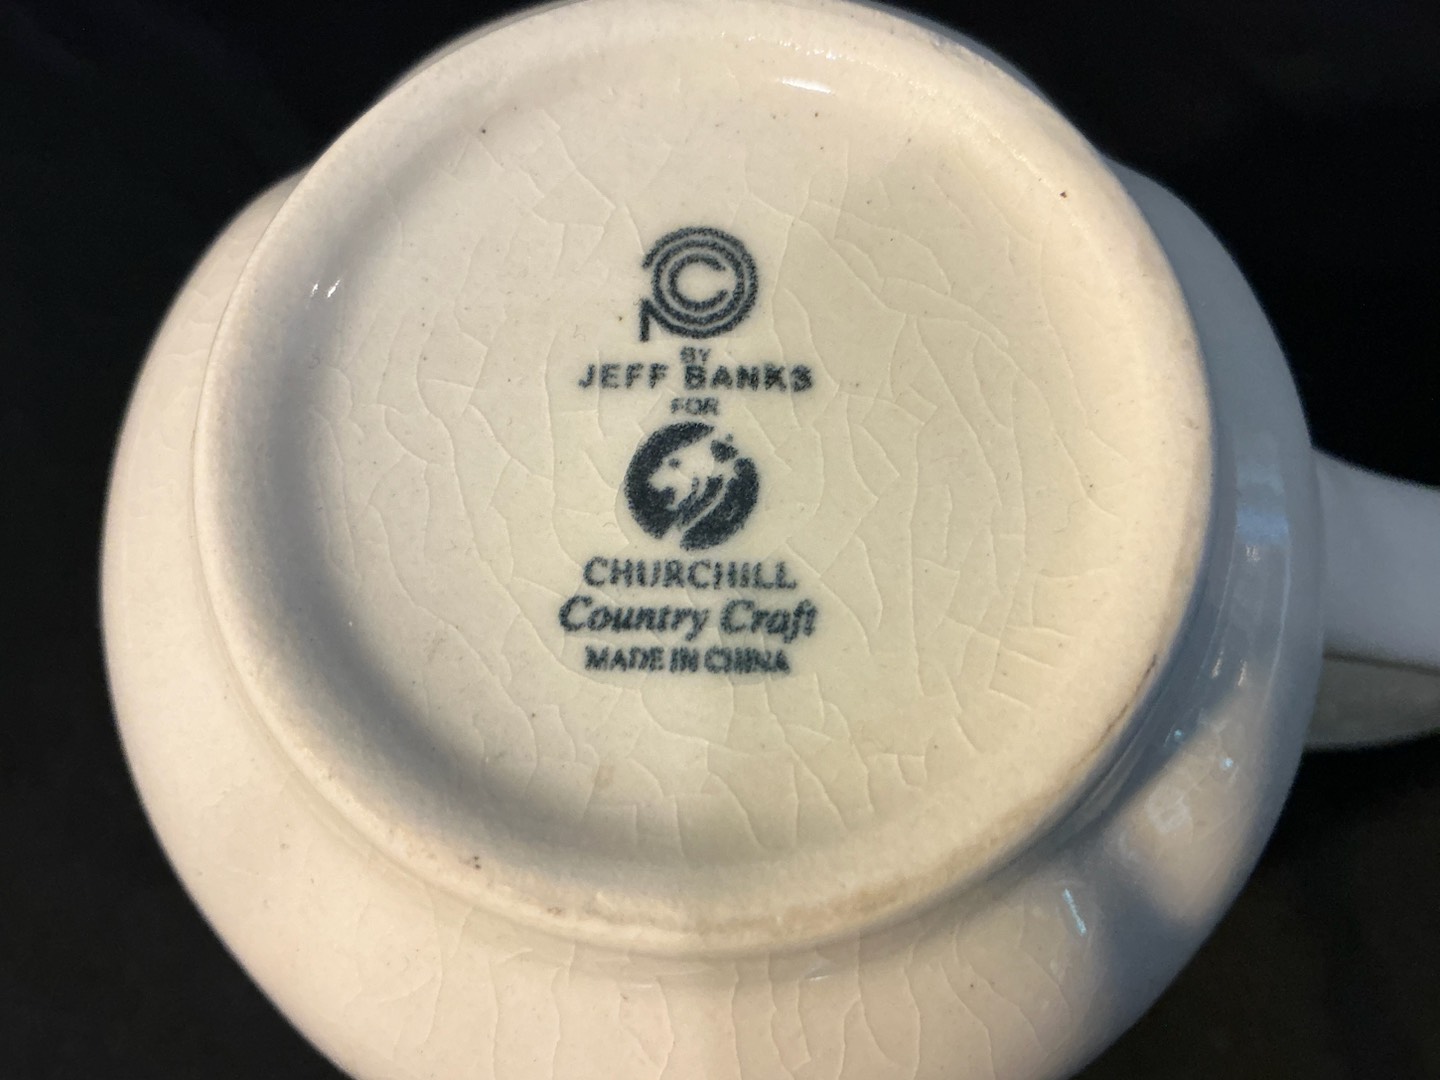 BY
JEFF BANKS
FOR
CHURCHILL
Country Craft
MADE IN CHINA